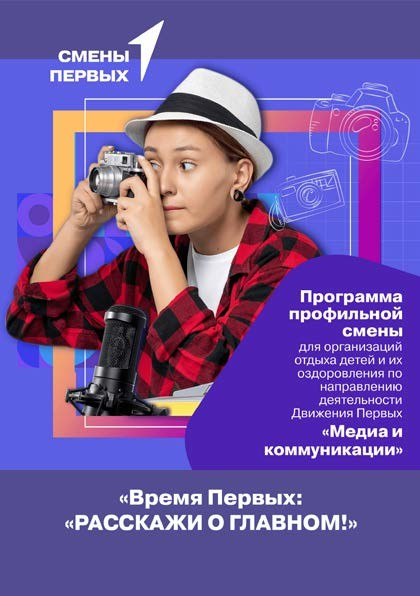 СМЕНЫ
ПЕРВЫХ
Программа
профильной
смены
для организаций
отдыха детей и их
оздоровления по
направлению
деятельности
Движения Первых
«Медиа и
коммуникации»
«Время Первых:
«РАССКАЖИ О ГЛАВНОМ!»